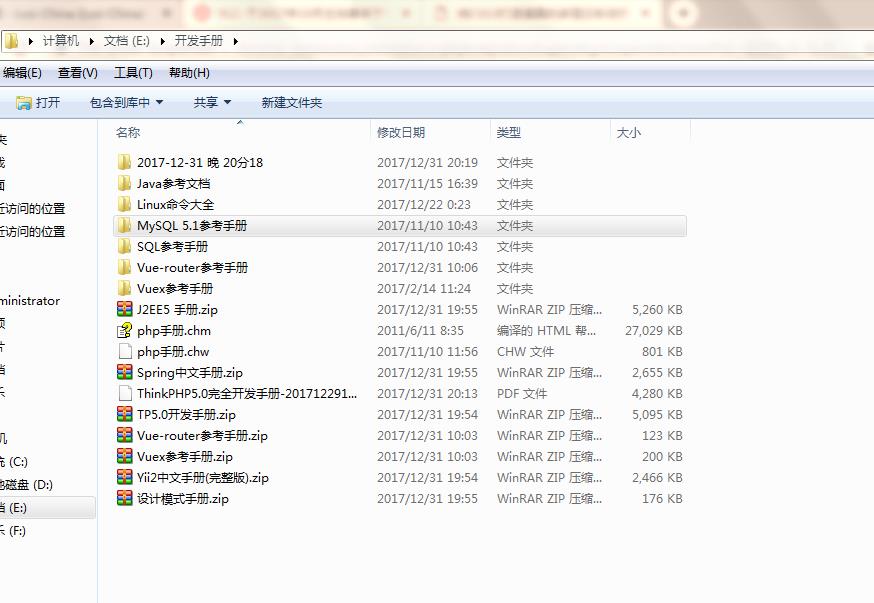 计算机 文档 (E:) 开发手册
编辑(E) 查看(V) 工具(T) 帮助(H)
打开 包含到库中 共享 新建文件夹
名称 修改日期 类型 大小
2017-12-31 晚 20分18 2017/12/31 20:19 文件夹
Java参考文档 2017/11/15 16:39 文件夹
Linux命令大全 2017/12/22 0:23 文件夹
近访问的位置 MySQL 5.1参考手册 2017/11/10 10:43 文件夹
近访问的位置 SQL参考手册 2017/11/10 10:43 文件夹
Vue-router参考手册 2017/12/31 10:06 文件夹
Vuex参考手册 2017/2/14 11:24 文件夹
ministrator J2EE5 手册.zip 2017/12/31 19:55 WinRAR ZIP 压缩... 5,260 KB
php手册.chm 2011/6/11 8:35 编译的 HTML 帮... 27,029 KB
php手册.chw 2017/11/10 11:56 CHW 文件 801 KB
Spring中文手册.zip 2017/12/31 19:55 WinRAR ZIP 压缩... 2,655 KB
ThinkPHP5.0完全开发手册-201712291... 2017/12/31 20:13 PDF 文件 4,280 KB
TP5.0开发手册.zip 2017/12/31 19:54 WinRAR ZIP 压缩... 5,095 KB
Vue-router参考手册.zip 2017/12/31 10:03 WinRAR ZIP 压缩... 123 KB
(C:) Vuex参考手册.zip 2017/12/31 10:03 WinRAR ZIP 压缩... 200 KB
磁盘 (D:) Yii2中文手册(完整版).zip 2017/12/31 19:54 WinRAR ZIP 压缩... 2,466 KB
(E:) 设计模式手册.zip 2017/12/31 19:55 WinRAR ZIP 压缩... 176 KB
(F:)